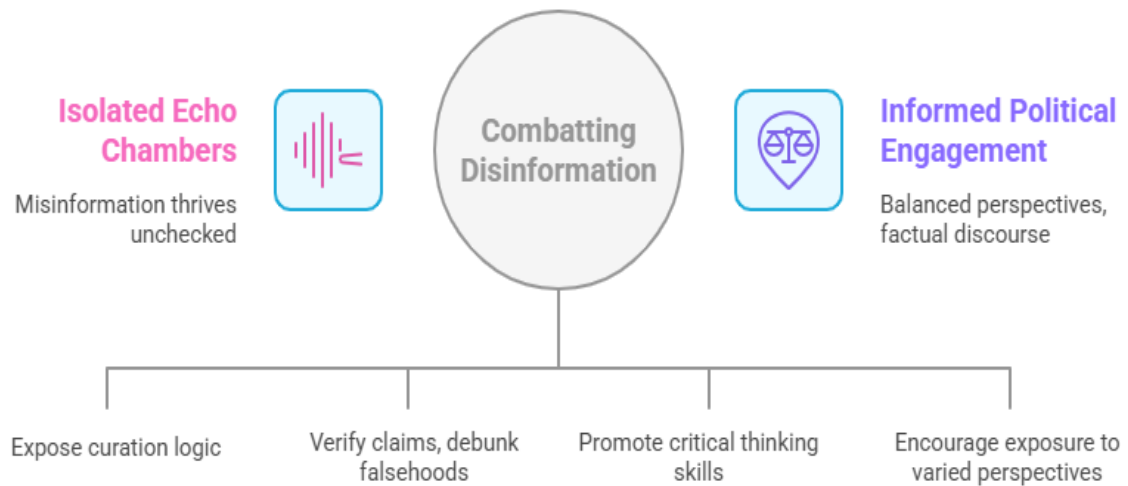 Isolated Echo
Chambers
Misinformation thrives
unchecked
Combatting
Disinformation
Informed Political
Engagement
Balanced perspectives,
factual discourse
Expose curation logic
Verify claims, debunk
falsehoods
Promote critical thinking
skills
Encourage exposure to
varied perspectives